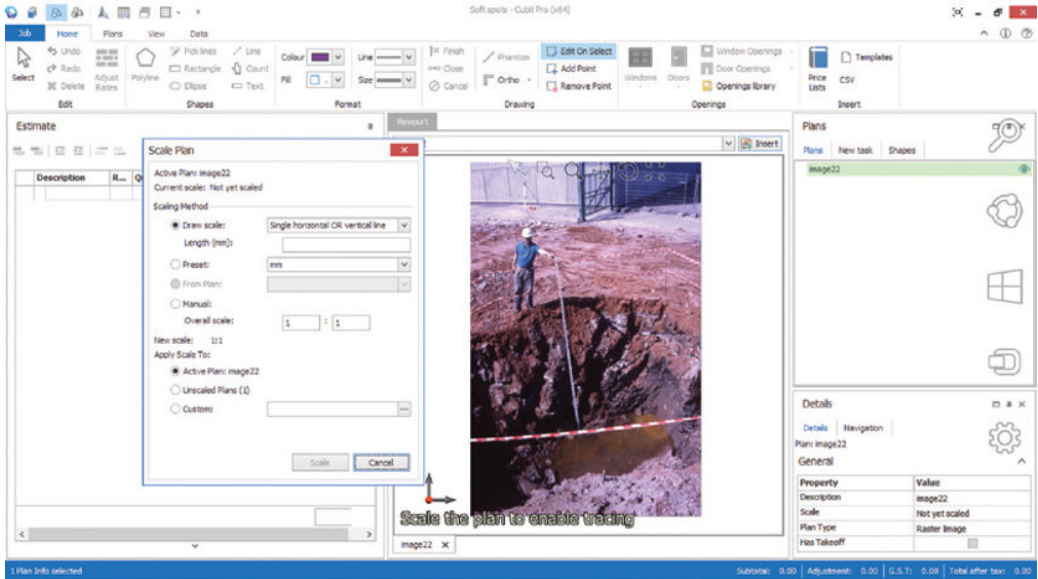 Soft spots - Cubit Pro (x64)
Job Home Plans View Data
Select
Undo
Redo
Delete
Adjust Rates
Edit
Polyline
Pick lines
Rectangle
Elipse
Line
Count
Text
Shapes
Colour
Fill
Line
Size
Format
Finish
Close
Cancel
Phantom
Ortho
Edit On Select
Add Point
Remove Point
Drawing
Windows
Doors
Window Openings
Door Openings
Openings library
Openings
Price Lists
Templates
CSV
Insert
Estimate
Description R... Q
Scale Plan
Active Plan: image22
Current scale: Not yet scaled
Scaling Method
Draw scale: Single horizontal OR vertical line
Length (mm):
Preset: mm
From Plan:
Manual:
Overall scale: 1 : 1
New scale: 1:1
Apply Scale To:
Active Plan: image22
Unscaled Plans (1)
Custom:
Scale Cancel
Viewport
Insert
Scale the plan to enable tracing
image22
Plans
Plans New task Shapes
image22
Details
Details Navigation
Plan: image22
General
Property Value
Description image22
Scale Not yet scaled
Plan Type Raster Image
Has Takeoff
1 Plan Info selected
Subtotal: 0.00 Adjustment: 0.00 G.S.T: 0.00 Total after tax: 0.00